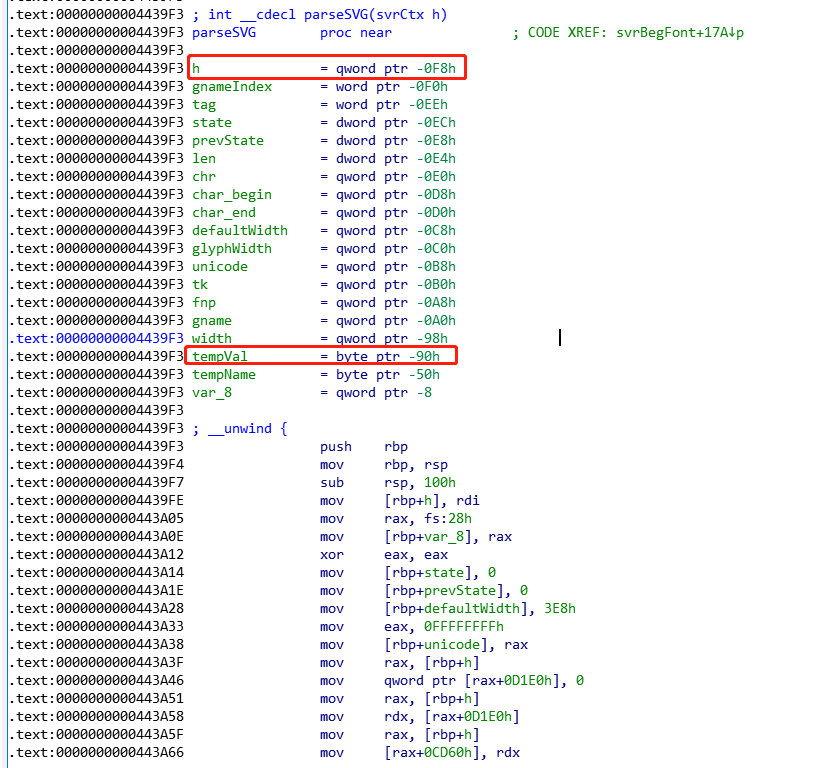 .text:00000000004439F3 ; int __cdecl parseSVG(svrCtx h)
.text:00000000004439F3 parseSVG proc near ; CODE XREF: svrBegFont+17A↓p
.text:00000000004439F3
.text:00000000004439F3 h = qword ptr -0F8h
.text:00000000004439F3 gnameIndex = word ptr -0F0h
.text:00000000004439F3 tag = word ptr -0EEh
.text:00000000004439F3 state = dword ptr -0ECh
.text:00000000004439F3 prevState = dword ptr -0E8h
.text:00000000004439F3 len = dword ptr -0E4h
.text:00000000004439F3 chr = qword ptr -0E0h
.text:00000000004439F3 char_begin = qword ptr -0D8h
.text:00000000004439F3 char_end = qword ptr -0D0h
.text:00000000004439F3 defaultWidth = qword ptr -0C8h
.text:00000000004439F3 glyphWidth = qword ptr -0C0h
.text:00000000004439F3 unicode = qword ptr -0B8h
.text:00000000004439F3 tk = qword ptr -0B0h
.text:00000000004439F3 fnp = qword ptr -0A8h
.text:00000000004439F3 gname = qword ptr -0A0h
.text:00000000004439F3 width = qword ptr -98h
.text:00000000004439F3 tempVal = byte ptr -90h
.text:00000000004439F3 tempName = byte ptr -50h
.text:00000000004439F3 var_8 = qword ptr -8
.text:00000000004439F3
.text:00000000004439F3 ; __unwind {
.text:00000000004439F3 push rbp
.text:00000000004439F4 mov rbp, rsp
.text:00000000004439F7 sub rsp, 100h
.text:00000000004439FE mov [rbp+h], rdi
.text:0000000000443A05 mov rax, fs:28h
.text:0000000000443A0E mov [rbp+var_8], rax
.text:0000000000443A12 xor eax, eax
.text:0000000000443A14 mov [rbp+state], 0
.text:0000000000443A1E mov [rbp+prevState], 0
.text:0000000000443A28 mov [rbp+defaultWidth], 3E8h
.text:0000000000443A33 mov eax, 0FFFFFFFFh
.text:0000000000443A38 mov [rbp+unicode], rax
.text:0000000000443A3F mov rax, [rbp+h]
.text:0000000000443A46 mov qword ptr [rax+0D1E0h], 0
.text:0000000000443A51 mov rax, [rbp+h]
.text:0000000000443A58 mov rdx, [rax+0D1E0h]
.text:0000000000443A5F mov rax, [rbp+h]
.text:0000000000443A66 mov [rax+0CD60h], rdx